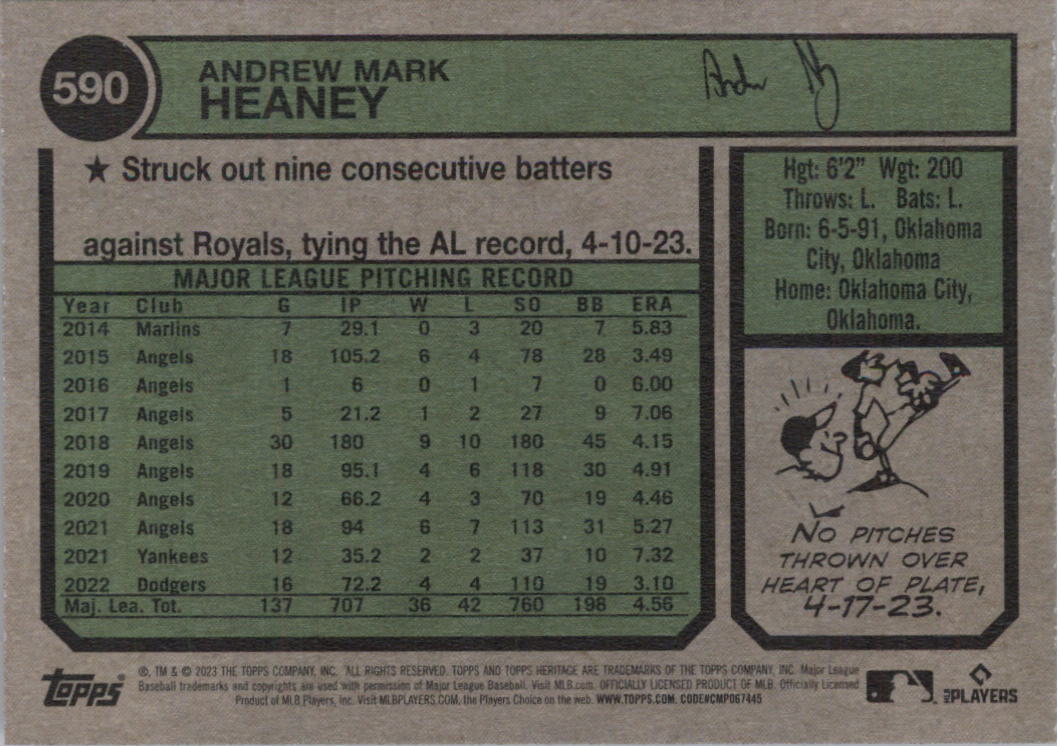 590
ANDREW MARK
HEANEY
★ Struck out nine consecutive batters
against Royals, tying the AL record, 4-10-23.
MAJOR LEAGUE PITCHING RECORD
Year Club G IP W L SO BB ERA
2014 Marlins 7 29.1 0 3 20 7 5.83
2015 Angels 18 105.2 6 4 78 28 3.49
2016 Angels 1 6 0 1 7 0 6.00
2017 Angels 5 21.2 1 2 27 9 7.06
2018 Angels 30 180 9 10 180 45 4.15
2019 Angels 18 95.1 4 6 118 30 4.91
2020 Angels 12 66.2 4 3 70 19 4.46
2021 Angels 18 94 6 7 113 31 5.27
2021 Yankees 12 35.2 2 2 37 10 7.32
2022 Dodgers 16 72.2 4 4 110 19 3.10
Maj. Lea. Tot. 137 707 36 42 760 198 4.56
Hgt: 6'2" Wgt: 200
Throws: L. Bats: L.
Born: 6-5-91, Oklahoma
City, Oklahoma
Home: Oklahoma City,
Oklahoma.
NO PITCHES
THROWN OVER
HEART OF PLATE,
4-17-23.
topps
®, TM & © 2023 THE TOPPS COMPANY, INC. ALL RIGHTS RESERVED. TOPPS AND TOPPS HERITAGE ARE TRADEMARKS OF THE TOPPS COMPANY, INC. Major League
Baseball trademarks and copyrights are used with permission of Major League Baseball. Visit MLB.com. OFFICIALLY LICENSED PRODUCT OF MLB. Officially Licensed
Product of MLB Players, Inc. Visit MLBPLAYERS.COM, the Players Choice on the web. WWW.TOPPS.COM. CODE#CMP067445
MLB PLAYERS